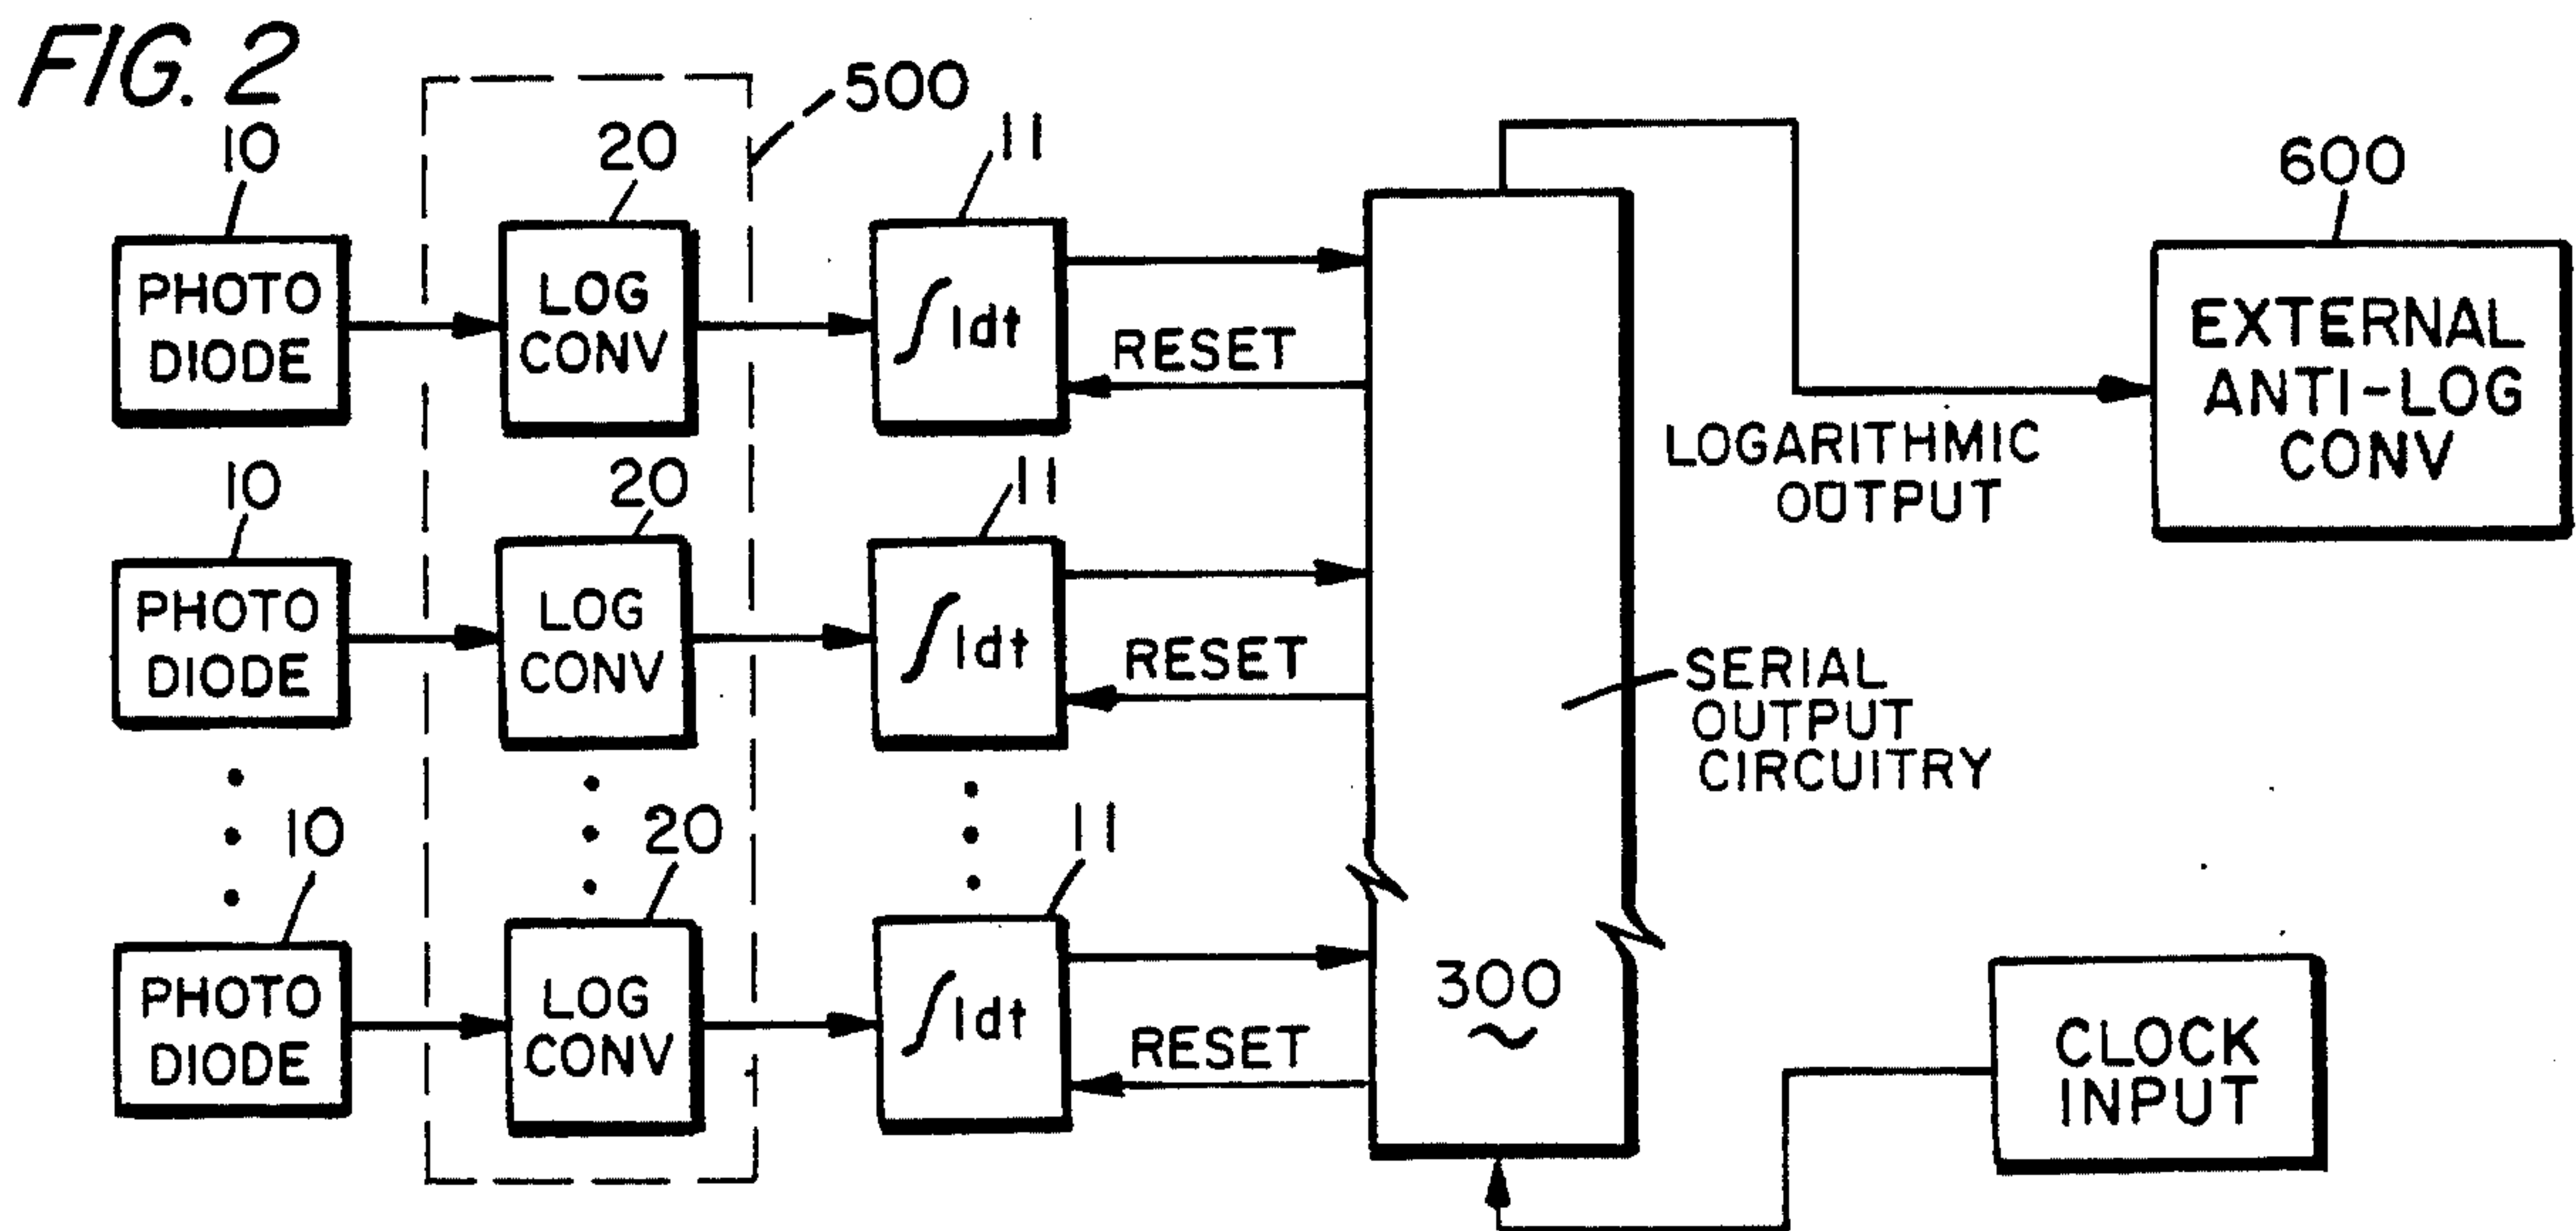 FIG. 2
500
10
20
11
600
PHOTO
DIODE
LOG
CONV
∫Idt
RESET
EXTERNAL
ANTI-LOG
CONV
LOGARITHMIC
OUTPUT
10
20
11
PHOTO
DIODE
LOG
CONV
∫Idt
RESET
SERIAL
OUTPUT
CIRCUITRY
10
20
11
PHOTO
DIODE
LOG
CONV
∫Idt
RESET
300
CLOCK
INPUT